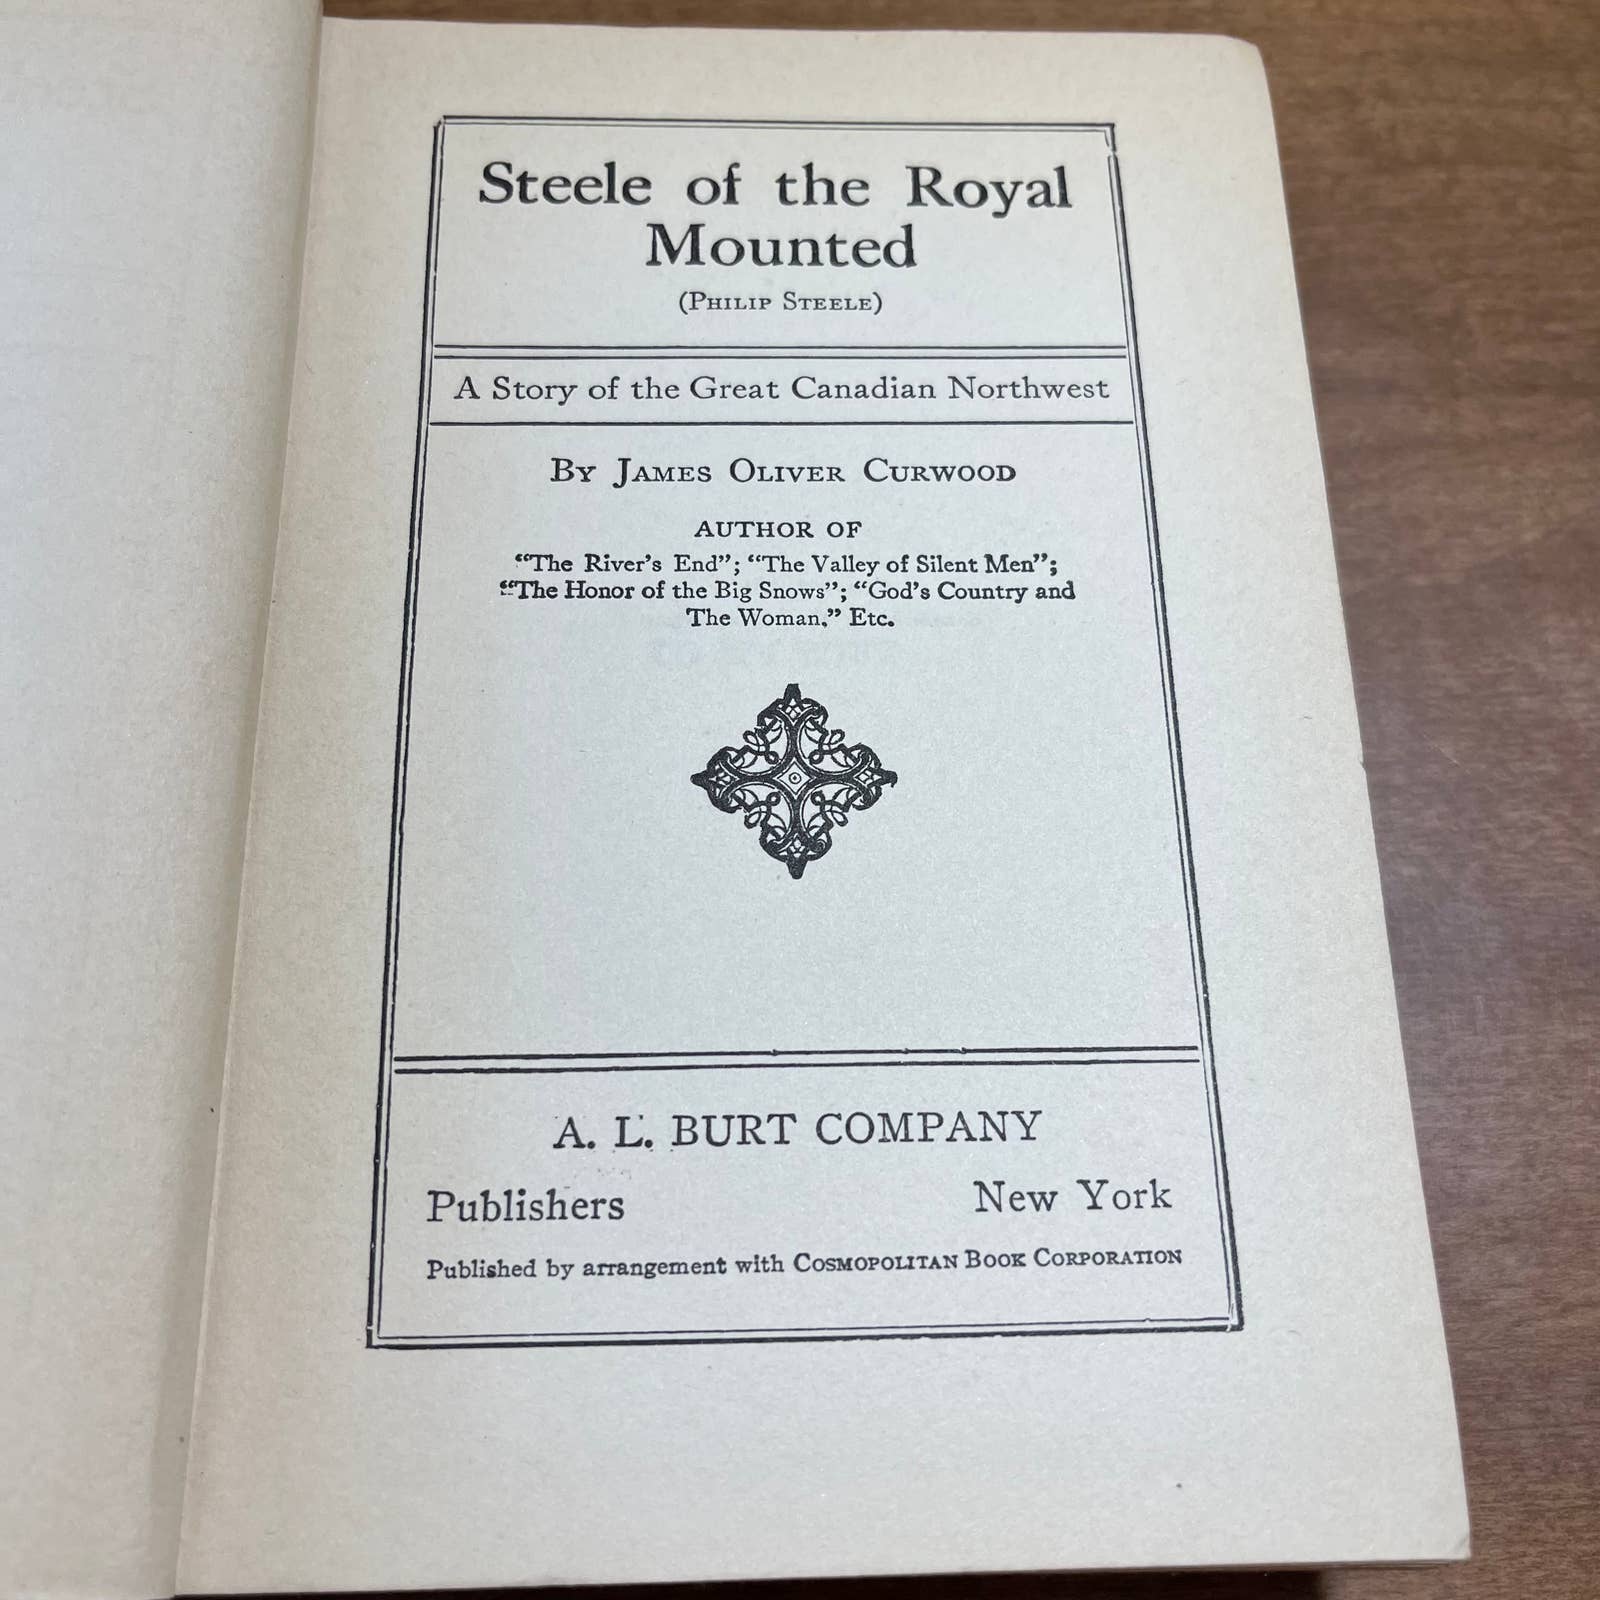 Steele of the Royal
Mounted
(Philip Steele)
A Story of the Great Canadian Northwest
By James Oliver Curwood
AUTHOR OF
“The River’s End”; “The Valley of Silent Men”;
“The Honor of the Big Snows”; “God’s Country and
The Woman,” Etc.
A. L. BURT COMPANY
Publishers New York
Published by arrangement with Cosmopolitan Book Corporation